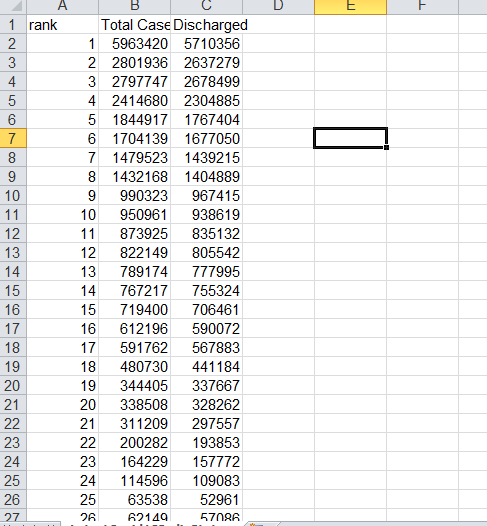 A B C D E F
1 rank Total Case Discharged
2 1 5963420 5710356
3 2 2801936 2637279
4 3 2797747 2678499
5 4 2414680 2304885
6 5 1844917 1767404
7 6 1704139 1677050
8 7 1479523 1439215
9 8 1432168 1404889
10 9 990323 967415
11 10 950961 938619
12 11 873925 835132
13 12 822149 805542
14 13 789174 777995
15 14 767217 755324
16 15 719400 706461
17 16 612196 590072
18 17 591762 567883
19 18 480730 441184
20 19 344405 337667
21 20 338508 328262
22 21 311209 297557
23 22 200282 193853
24 23 164229 157772
25 24 114596 109083
26 25 63538 52961
27 26 62149 57086